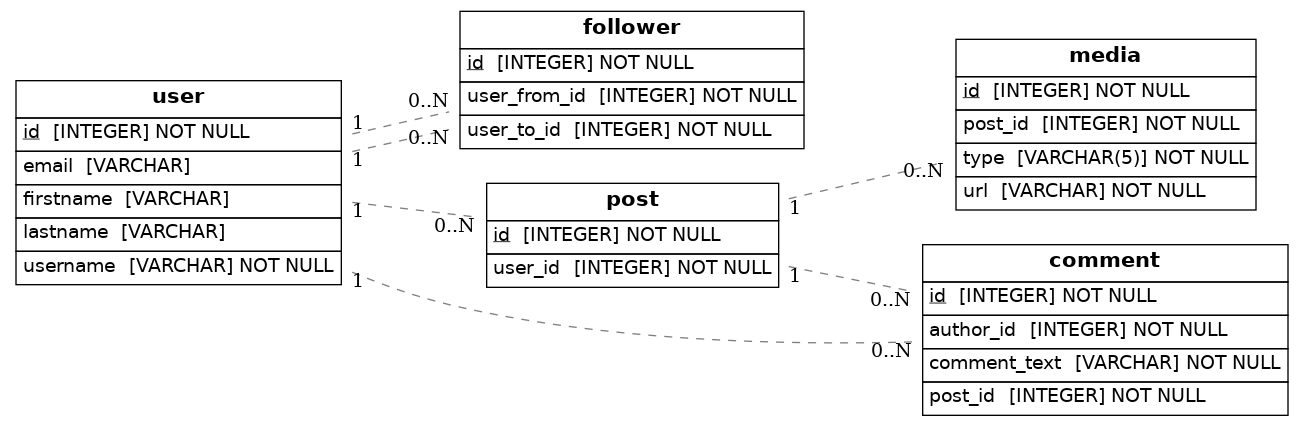 user
id [INTEGER] NOT NULL
email [VARCHAR]
firstname [VARCHAR]
lastname [VARCHAR]
username [VARCHAR] NOT NULL
1
0..N
1
0..N
1
0..N
1
0..N
follower
id [INTEGER] NOT NULL
user_from_id [INTEGER] NOT NULL
user_to_id [INTEGER] NOT NULL
post
id [INTEGER] NOT NULL
user_id [INTEGER] NOT NULL
1
0..N
1
0..N
media
id [INTEGER] NOT NULL
post_id [INTEGER] NOT NULL
type [VARCHAR(5)] NOT NULL
url [VARCHAR] NOT NULL
comment
id [INTEGER] NOT NULL
author_id [INTEGER] NOT NULL
comment_text [VARCHAR] NOT NULL
post_id [INTEGER] NOT NULL